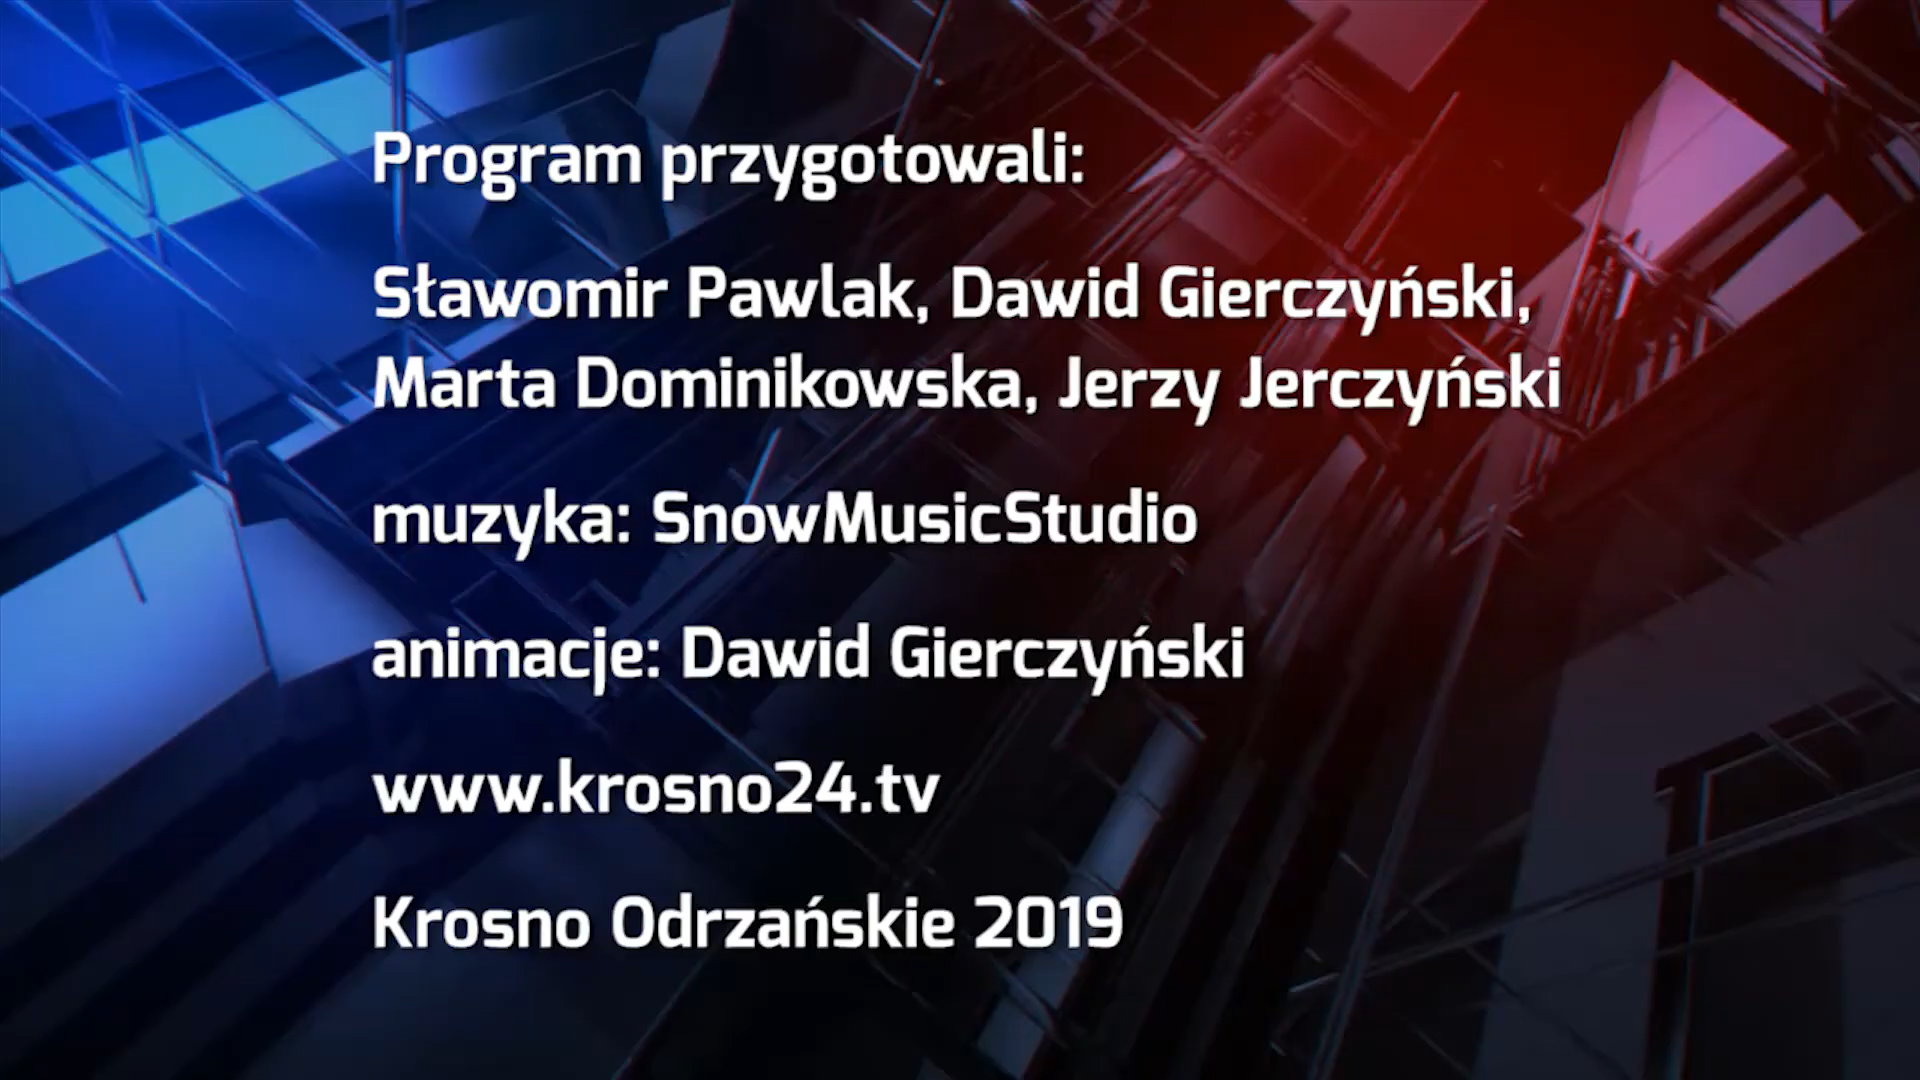 Program przygotowali:
Sławomir Pawlak, Dawid Gierczyński,
Marta Dominikowska, Jerzy Jerczyński
muzyka: SnowMusicStudio
animacje: Dawid Gierczyński
www.krosno24.tv
Krosno Odrzańskie 2019